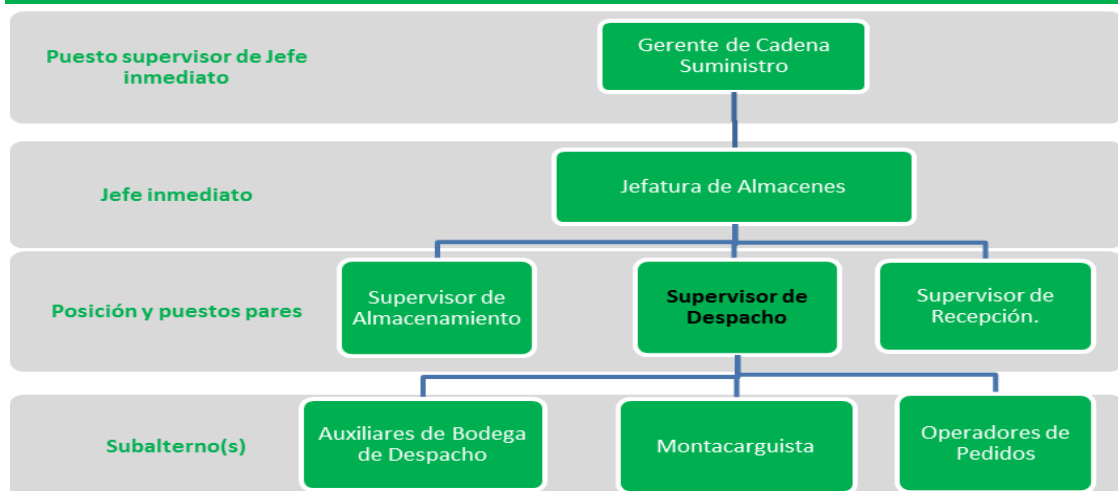 Puesto supervisor de Jefe
inmediato
Gerente de Cadena
Suministro
Jefe inmediato
Jefatura de Almacenes
Posición y puestos pares
Supervisor de
Almacenamiento
Supervisor de
Despacho
Supervisor de
Recepción.
Subalterno(s)
Auxiliares de Bodega
de Despacho
Montacarguista
Operadores de
Pedidos